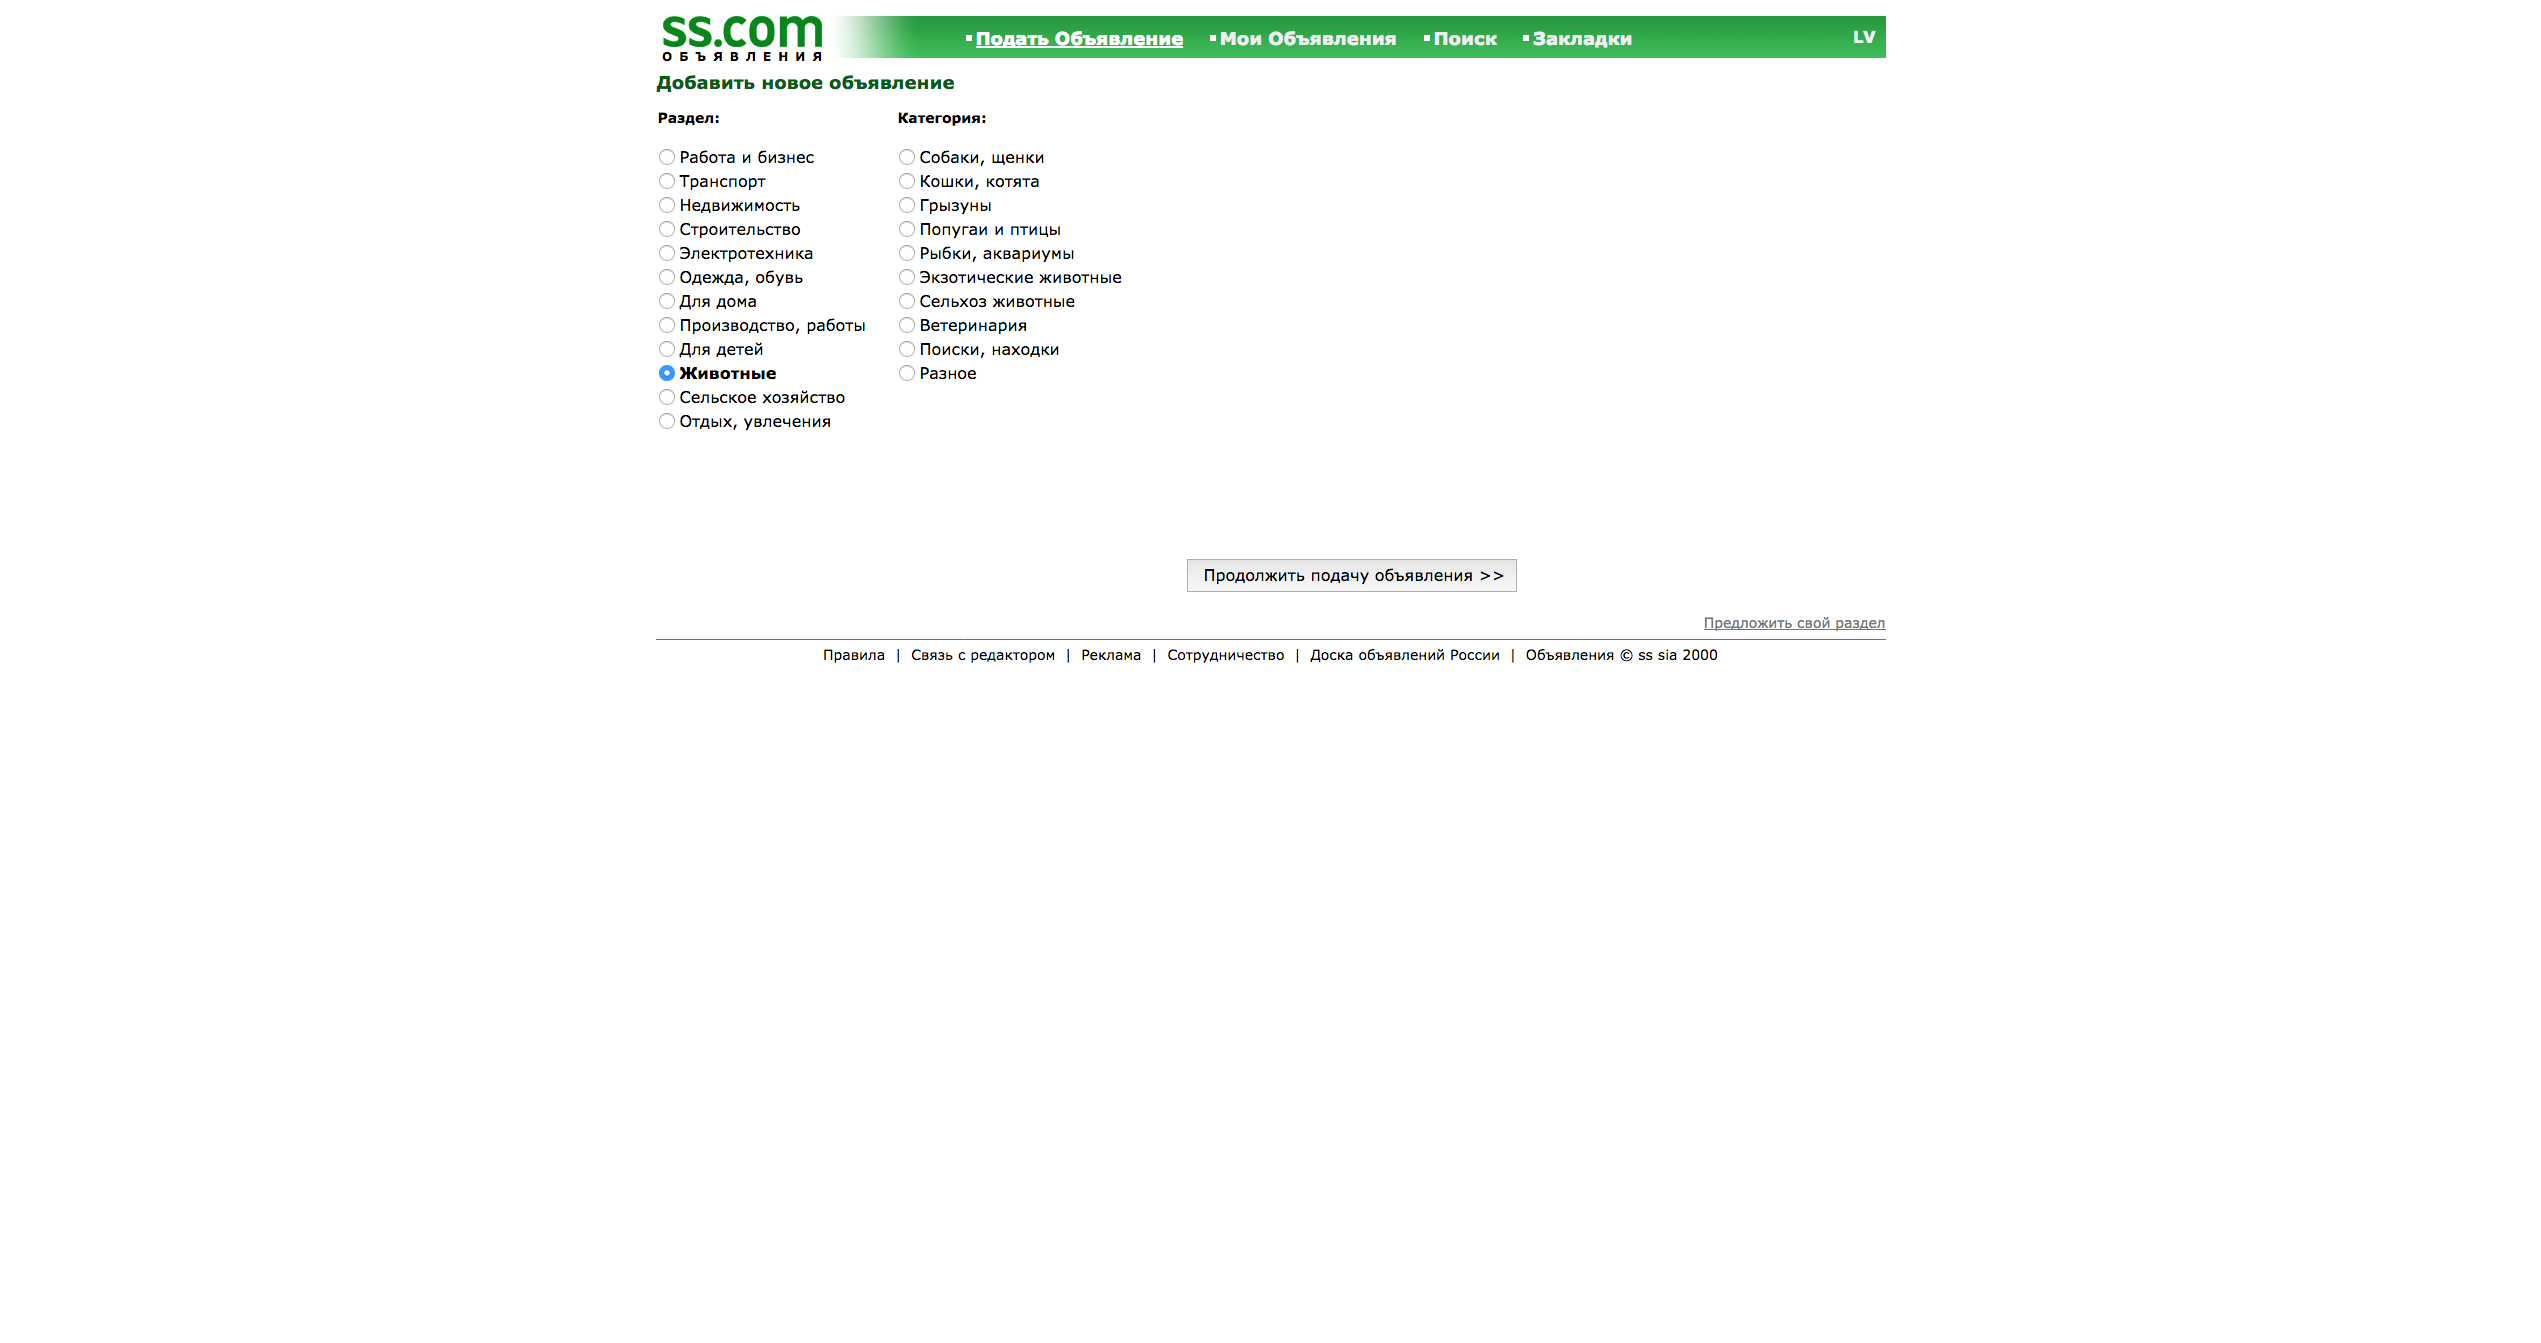 ss.com
ОБЪЯВЛЕНИЯ
Подать Объявление Мои Объявления Поиск Закладки LV
Добавить новое объявление
Раздел:
Работа и бизнес
Транспорт
Недвижимость
Строительство
Электротехника
Одежда, обувь
Для дома
Производство, работы
Для детей
Животные
Сельское хозяйство
Отдых, увлечения
Категория:
Собаки, щенки
Кошки, котята
Грызуны
Попугаи и птицы
Рыбки, аквариумы
Экзотические животные
Сельхоз животные
Ветеринария
Поиски, находки
Разное
Продолжить подачу объявления >>
Предложить свой раздел
Правила | Связь с редактором | Реклама | Сотрудничество | Доска объявлений России | Объявления © ss sia 2000